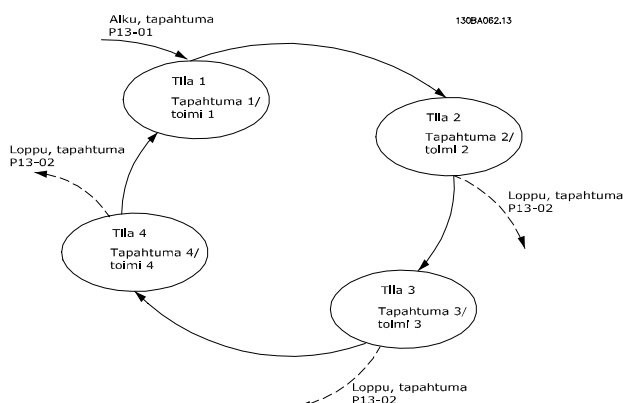 Alku, tapahtuma
P13-01
130BA062.13
Tila 1
Tapahtuma 1/
toimi 1
Tila 2
Tapahtuma 2/
toimi 2
Loppu, tapahtuma
P13-02
Loppu, tapahtuma
P13-02
Tila 4
Tapahtuma 4/
toimi 4
Tila 3
Tapahtuma 3/
toimi 3
Loppu, tapahtuma
P13-02